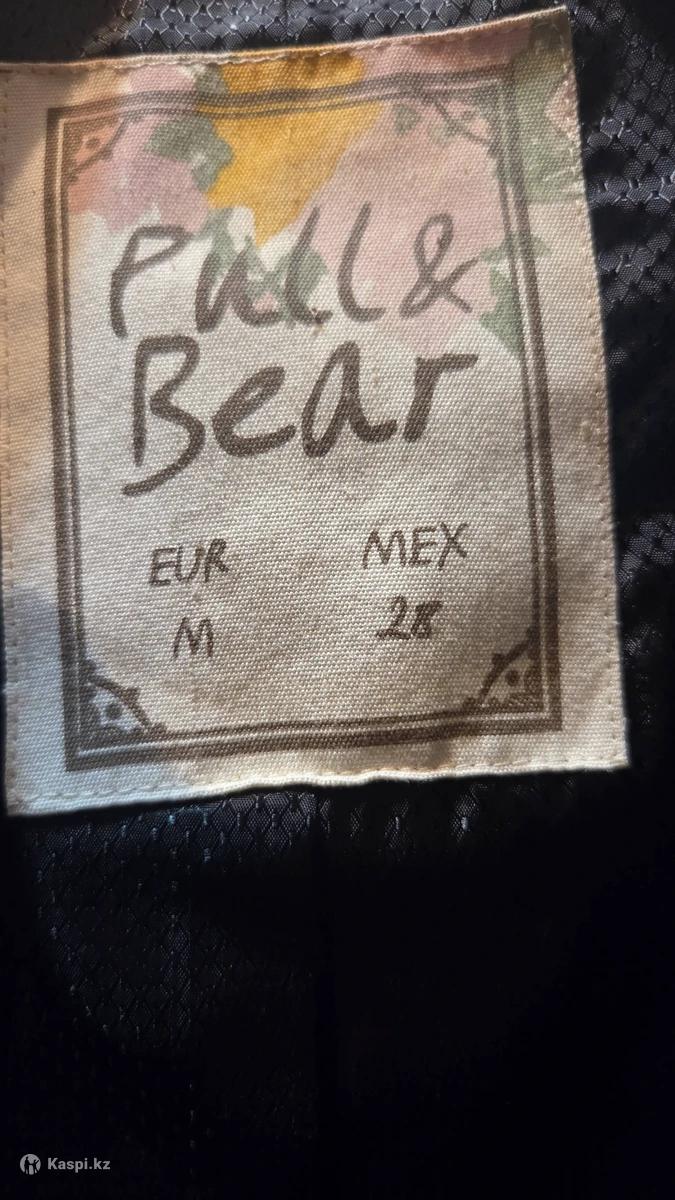 Pull &
Bear
EUR MEX
M 28
Kaspi.kz